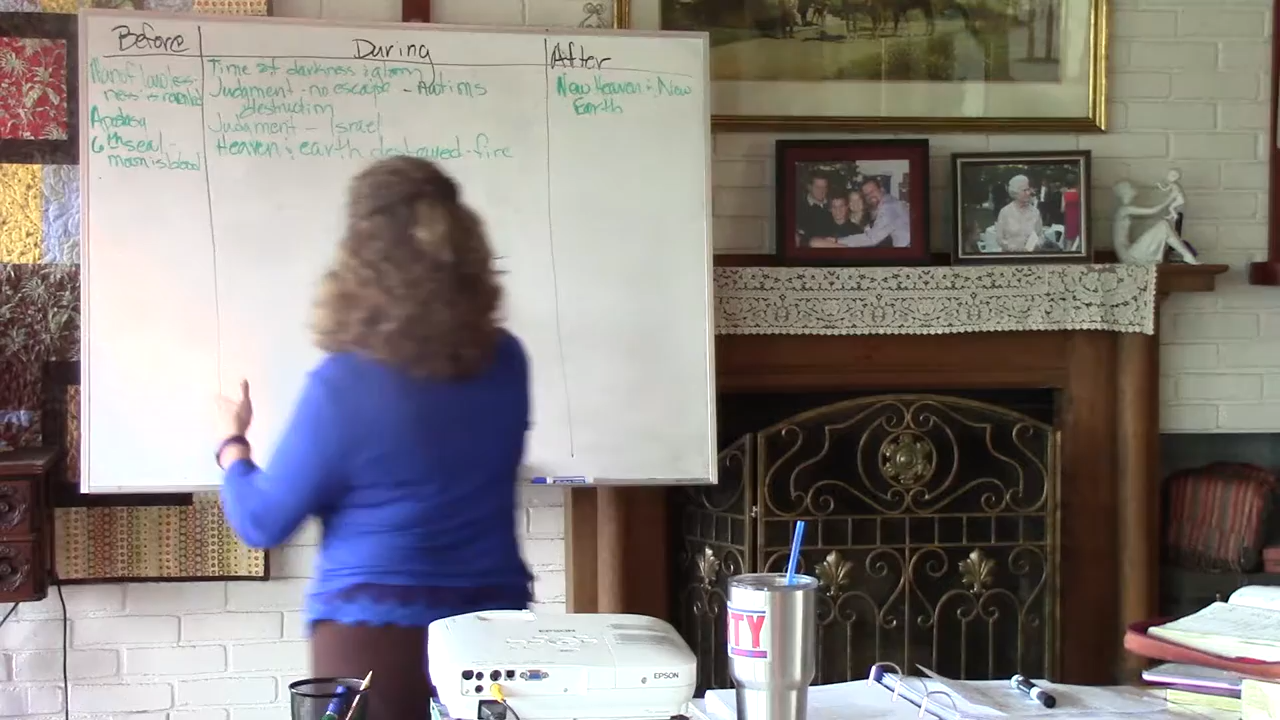 Before
During
After
Man of lawless-
ness is revealed
Apostasy
6th seal -
moon is blood
Time of darkness & gloom
Judgment - no escape -
destruction
Judgment - Israel
Heaven & earth destroyed - fire
New Heaven & New
Earth
EPSON
EPSON
TY